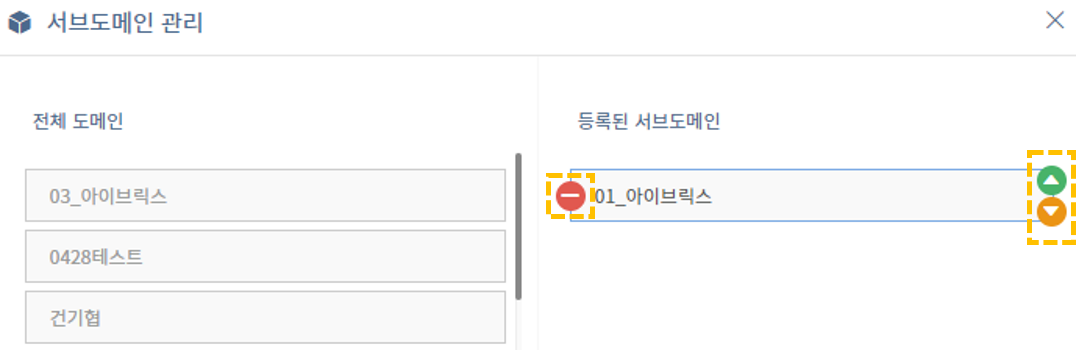 서브도메인 관리
전체 도메인
03_아이브릭스
0428테스트
건기협
등록된 서브도메인
01_아이브릭스